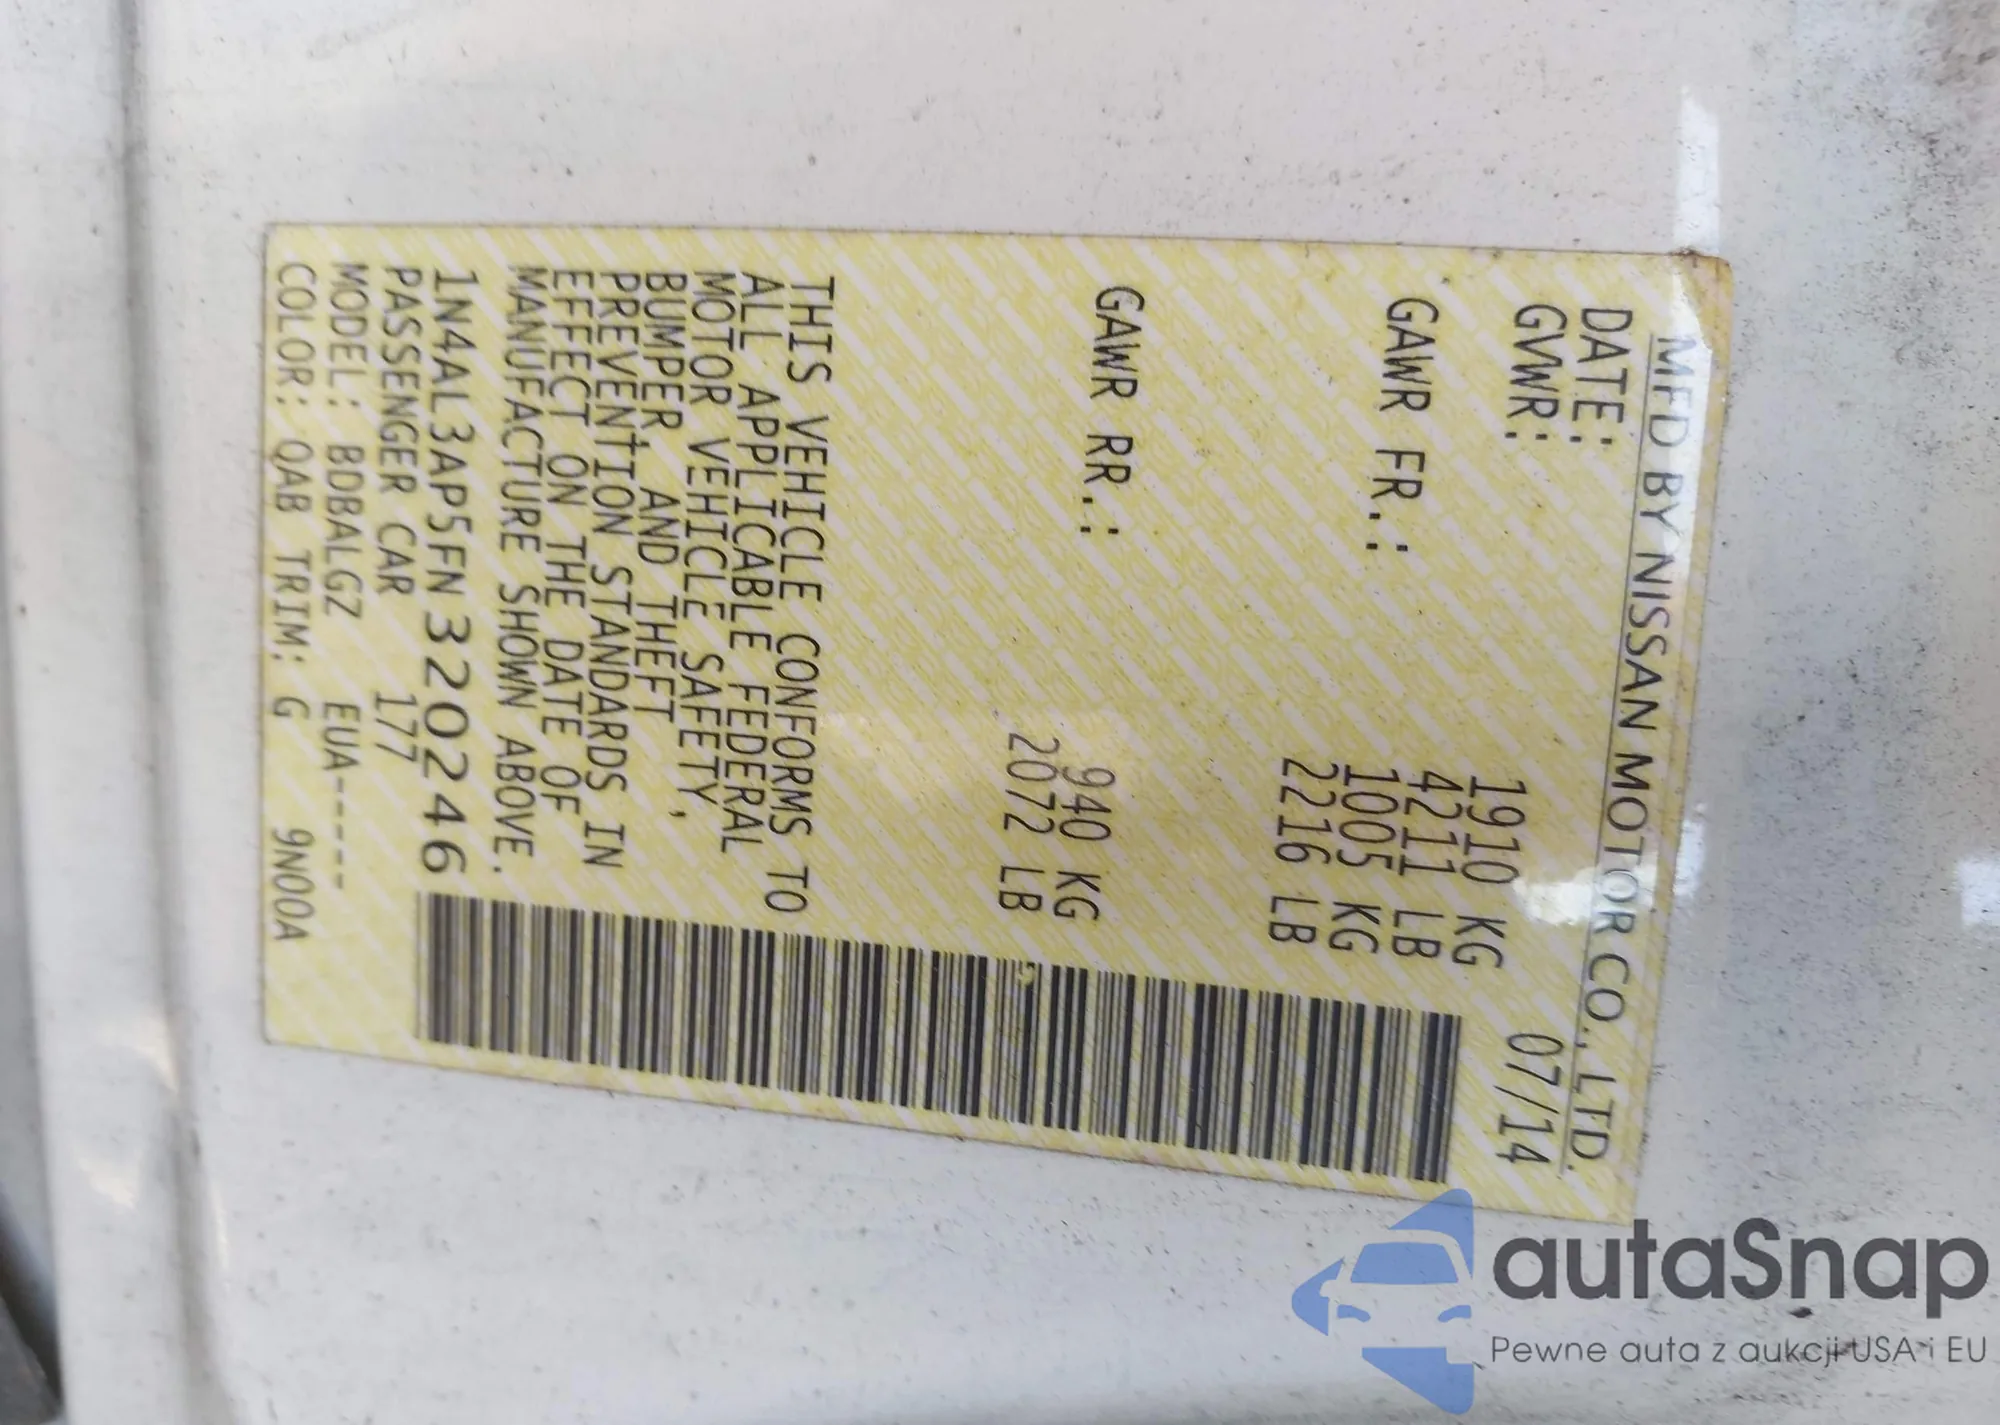 MFD BY NISSAN MOTOR CO., LTD.
DATE: 07/14
GVWR: 1910 KG
4211 LB
GAWR FR.: 1005 KG
2216 LB
GAWR RR.: 940 KG
2072 LB
THIS VEHICLE CONFORMS TO
ALL APPLICABLE FEDERAL
MOTOR VEHICLE SAFETY,
BUMPER, AND THEFT
PREVENTION STANDARDS IN
EFFECT ON THE DATE OF
MANUFACTURE SHOWN ABOVE.
1N4AL3AP5FN320246
PASSENGER CAR 177
MODEL: BDBALGZ EUA-----
COLOR: QAB TRIM: G 9N00A
autaSnap
Pewne auta z aukcji USA i EU